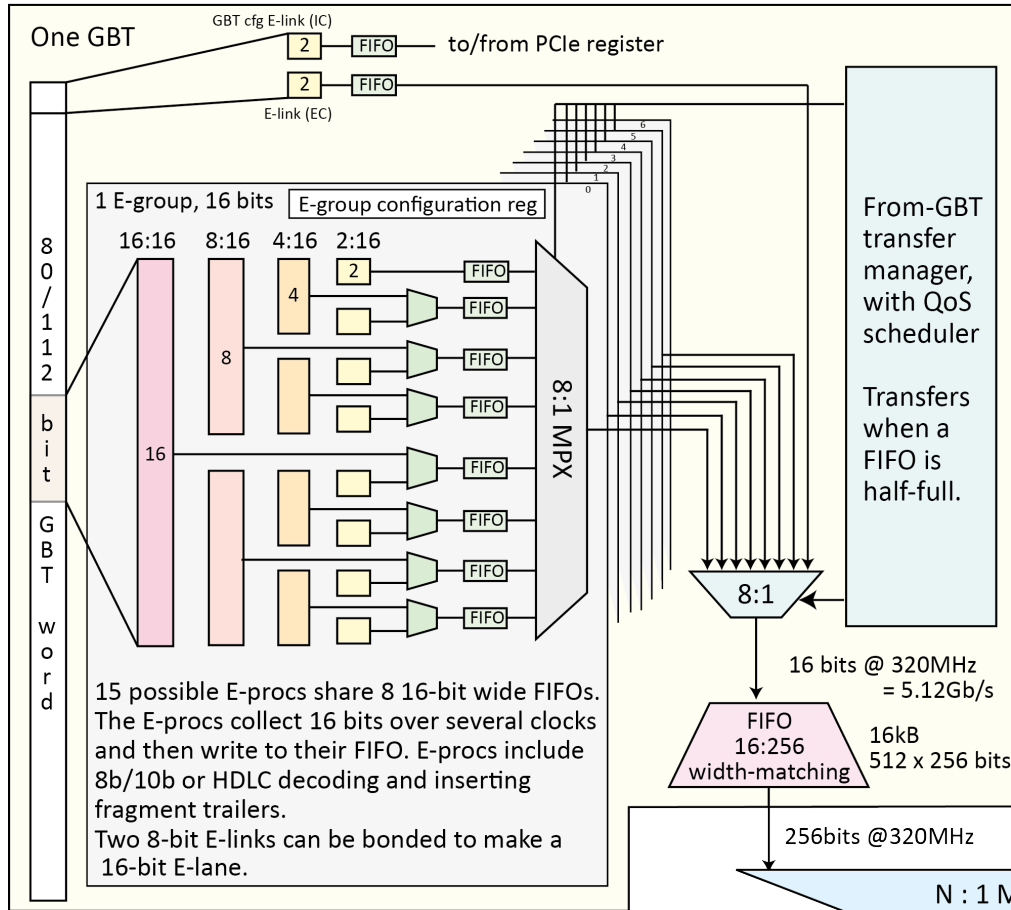 One GBT
GBT cfg E-link (IC)
2
FIFO
to/from PCIe register
2
FIFO
E-link (EC)
80/112 bit GBT word
6
5
4
3
2
1
0
1 E-group, 16 bits
E-group configuration reg
16:16
8:16
4:16
2:16
2
FIFO
4
FIFO
8
FIFO
FIFO
16
FIFO
FIFO
FIFO
FIFO
8:1 MPX
15 possible E-procs share 8 16-bit wide FIFOs.
The E-procs collect 16 bits over several clocks
and then write to their FIFO. E-procs include
8b/10b or HDLC decoding and inserting
fragment trailers.
Two 8-bit E-links can be bonded to make a
16-bit E-lane.
From-GBT
transfer
manager,
with QoS
scheduler
Transfers
when a
FIFO is
half-full.
8:1
16 bits @ 320MHz
= 5.12Gb/s
FIFO
16:256
width-matching
16kB
512 x 256 bits
256bits @320MHz
N : 1 M